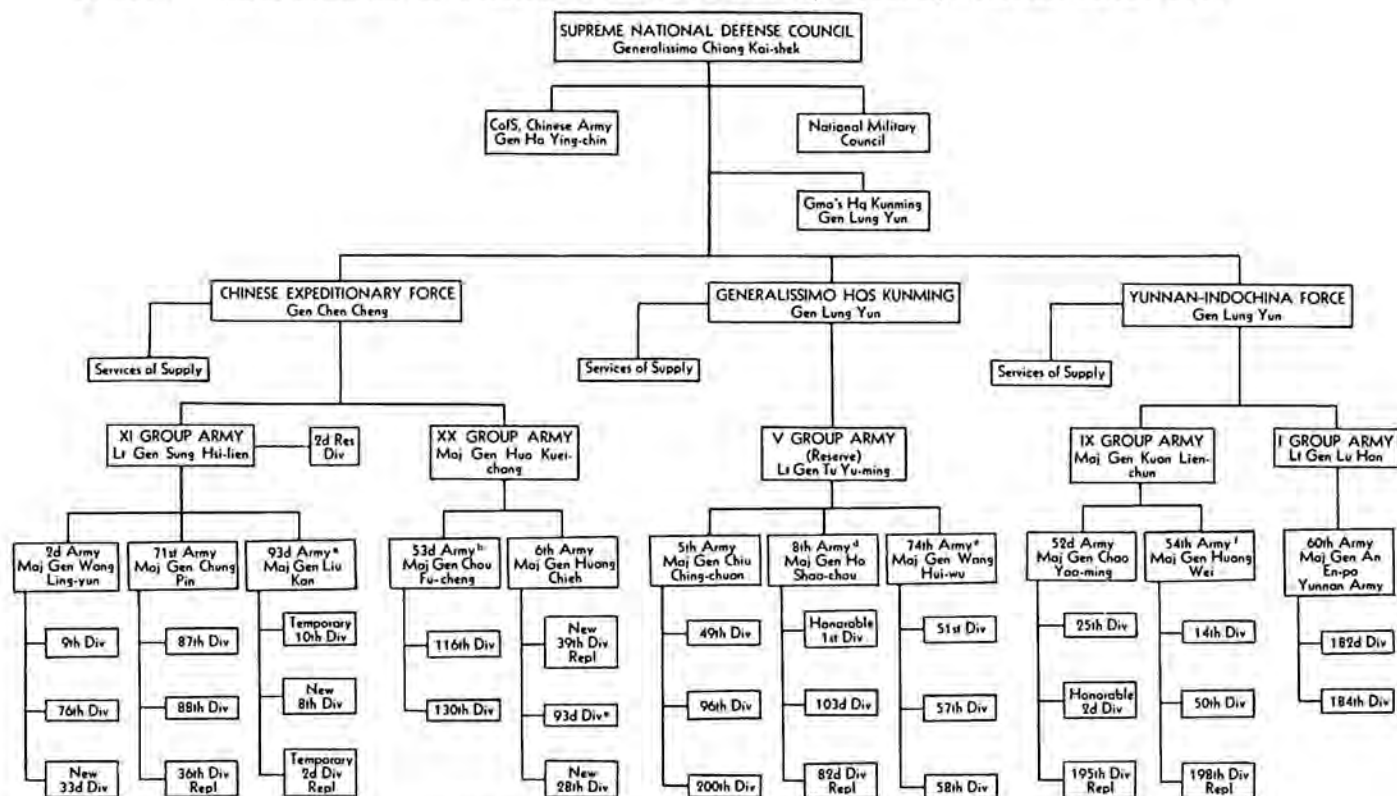 SUPREME NATIONAL DEFENSE COUNCIL
Generalissimo Chiang Kai-shek
CofS, Chinese Army
Gen Ho Ying-chin
National Military
Council
Gmo's Hq Kunming
Gen Lung Yun
CHINESE EXPEDITIONARY FORCE
Gen Chen Cheng
GENERALISSIMO HQS KUNMING
Gen Lung Yun
YUNNAN-INDOCHINA FORCE
Gen Lung Yun
Services of Supply
Services of Supply
Services of Supply
XI GROUP ARMY
Lt Gen Sung Hsi-lien
2d Res
Div
XX GROUP ARMY
Maj Gen Huo Kuei-
chang
V GROUP ARMY
(Reserve)
Lt Gen Tu Yu-ming
IX GROUP ARMY
Maj Gen Kuan Lien-
chun
I GROUP ARMY
Lt Gen Lu Han
2d Army
Maj Gen Wang
Ling-yun
71st Army
Maj Gen Chung
Pin
93d Army
Maj Gen Liu
Kan
53d Army b
Maj Gen Chou
Fu-cheng
6th Army
Maj Gen Huang
Chieh
5th Army
Maj Gen Chiu
Ching-chuan
8th Army d
Maj Gen Ho
Shao-chou
74th Army e
Maj Gen Wang
Hui-wu
52d Army
Maj Gen Chao
Yao-ming
54th Army f
Maj Gen Huang
Wei
60th Army
Maj Gen An
En-po
Yunnan Army
9th Div
87th Div
Temporary
10th Div
116th Div
New
39th Div
Repl
49th Div
Honorable
1st Div
51st Div
25th Div
14th Div
182d Div
76th Div
88th Div
New
8th Div
130th Div
93d Div
96th Div
103d Div
57th Div
Honorable
2d Div
50th Div
184th Div
New
33d Div
36th Div
Repl
Temporary
2d Div
Repl
New
28th Div
200th Div
82d Div
Repl
58th Div
195th Div
Repl
198th Div
Repl